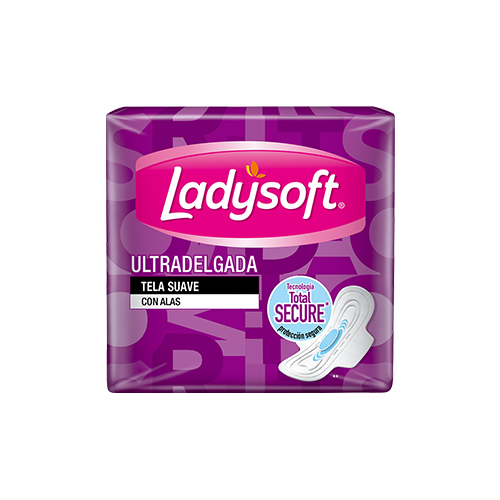 Ladysoft®
ULTRADELGADA
TELA SUAVE
CON ALAS
Tecnología
Total
SECURE*
protección segura
**